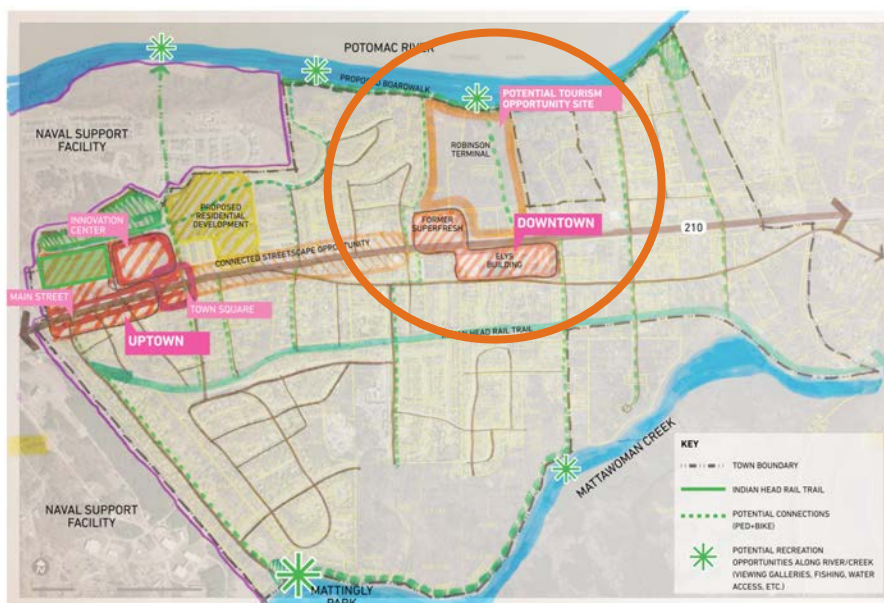 POTOMAC RIVER
PROPOSED BOARDWALK
POTENTIAL TOURISM
OPPORTUNITY SITE
NAVAL SUPPORT
FACILITY
ROBINSON
TERMINAL
PROPOSED
RESIDENTIAL
DEVELOPMENT
INNOVATION
CENTER
FORMER
SUPERFRESH
DOWNTOWN
210
CONNECTED STREETSCAPE OPPORTUNITY
ELYS
BUILDING
MAIN STREET
TOWN SQUARE
UPTOWN
HEAD RAIL TRAIL
MATTAWOMAN CREEK
NAVAL SUPPORT
FACILITY
MATTINGLY
PARK
KEY
TOWN BOUNDARY
INDIAN HEAD RAIL TRAIL
POTENTIAL CONNECTIONS
(PED+BIKE)
POTENTIAL RECREATION
OPPORTUNITIES ALONG RIVER/CREEK
(VIEWING GALLERIES, FISHING, WATER
ACCESS, ETC.)